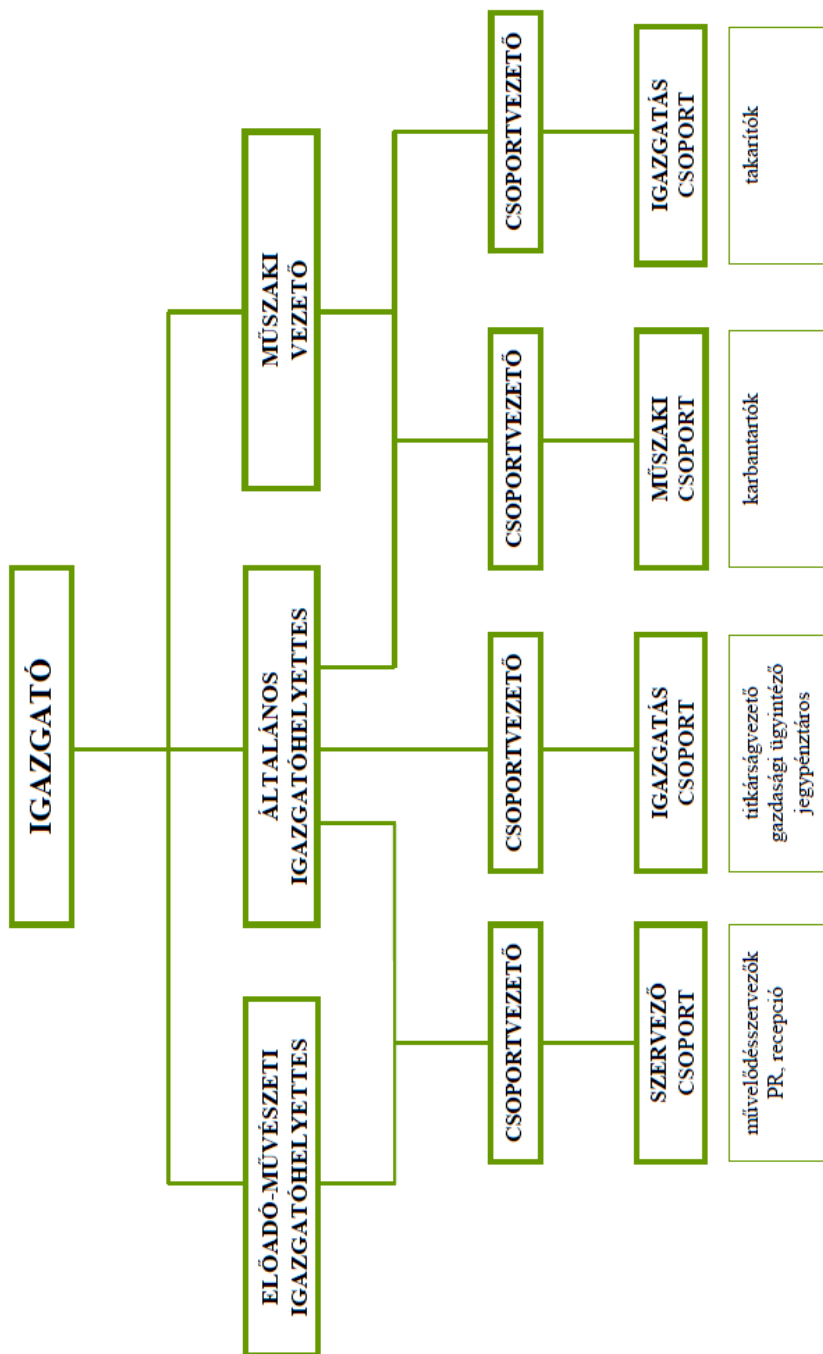 IGAZGATÓ
ELŐADÓ-MŰVÉSZETI
IGAZGATÓHELYETTES
ÁLTALÁNOS
IGAZGATÓHELYETTES
MŰSZAKI
VEZETŐ
CSOPORTVEZETŐ
CSOPORTVEZETŐ
CSOPORTVEZETŐ
CSOPORTVEZETŐ
SZERVEZŐ
CSOPORT
IGAZGATÁS
CSOPORT
MŰSZAKI
CSOPORT
IGAZGATÁS
CSOPORT
művelődésszervezők
PR, recepció
titkárságvezető
gazdasági ügyintéző
jegypénztáros
karbantartók
takarítók